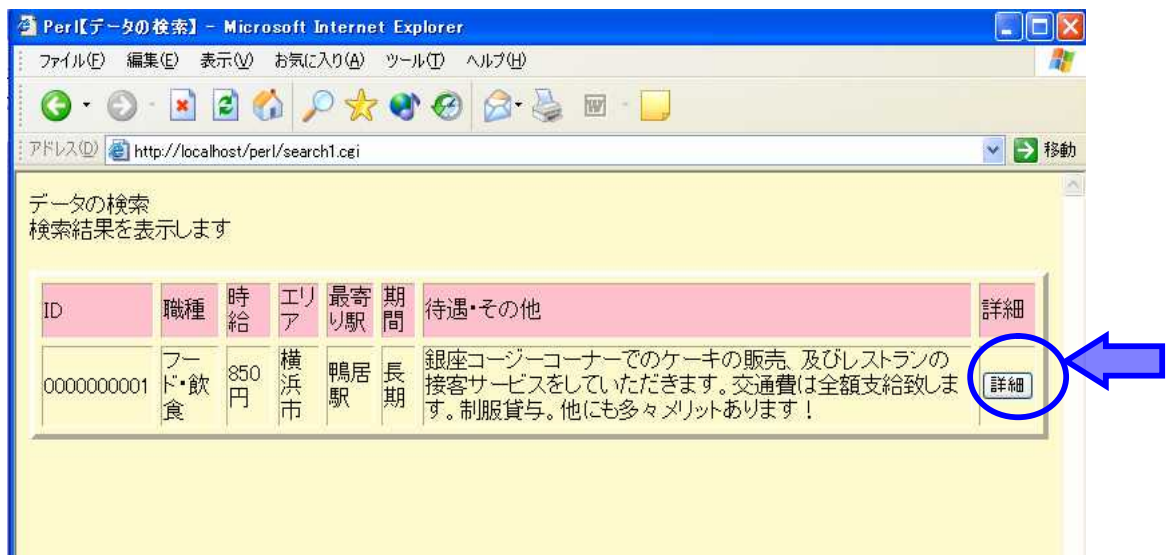 Perl【データの検索】 - Microsoft Internet Explorer
ファイル(F) 編集(E) 表示(V) お気に入り(A) ツール(T) ヘルプ(H)
アドレス(D) http://localhost/perl/search1.cgi 移動
データの検索
検索結果を表示します
ID 職種 時給 エリア 最寄り駅 期間 待遇・その他 詳細
0000000001 フード・飲食 850円 横浜市 鴨居駅 長期
銀座コージーコーナーでのケーキの販売、及びレストランの
接客サービスをしていただきます。交通費は全額支給致しま
す。制服貸与。他にも多々メリットあります！
詳細